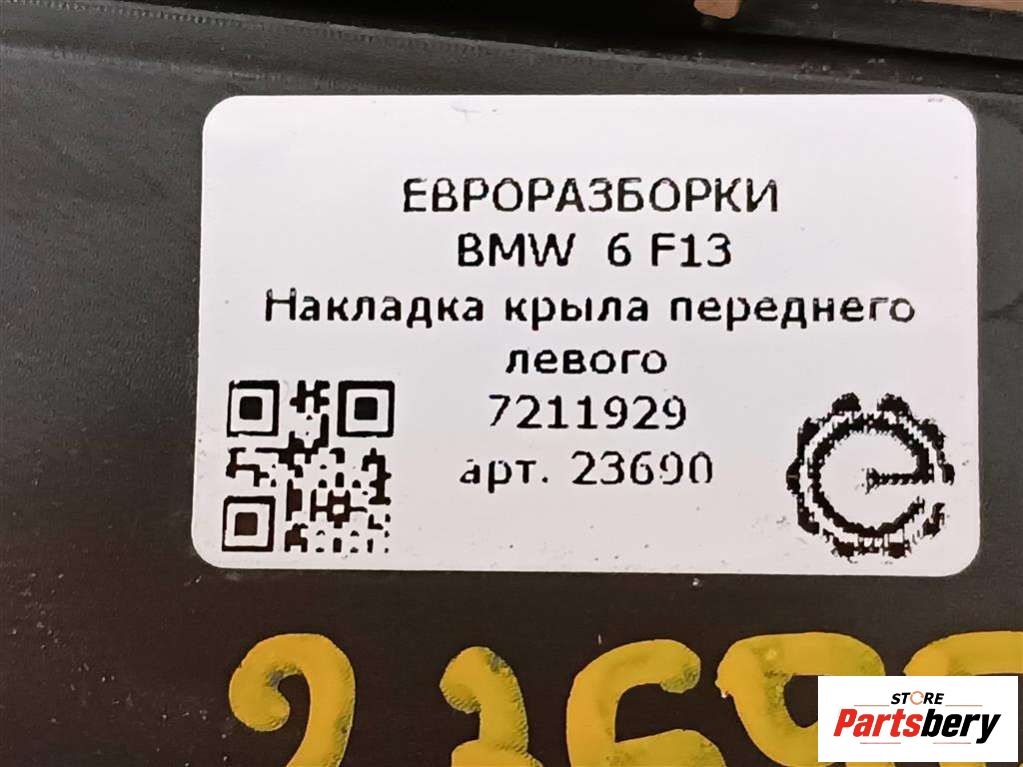 ЕВРОРАЗБОРКИ
BMW 6 F13
Накладка крыла переднего
левого
7211929
арт. 23690
STORE
Partsbery